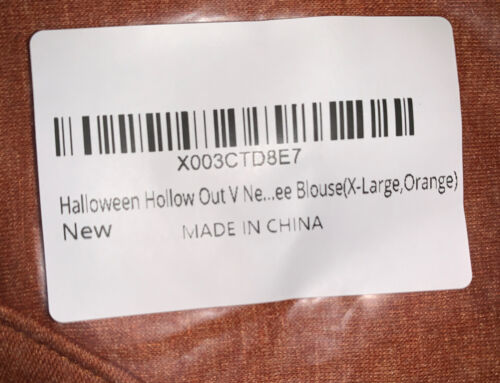 X003CTD8E7
Halloween Hollow Out V Ne...ee Blouse(X-Large,Orange)
New MADE IN CHINA